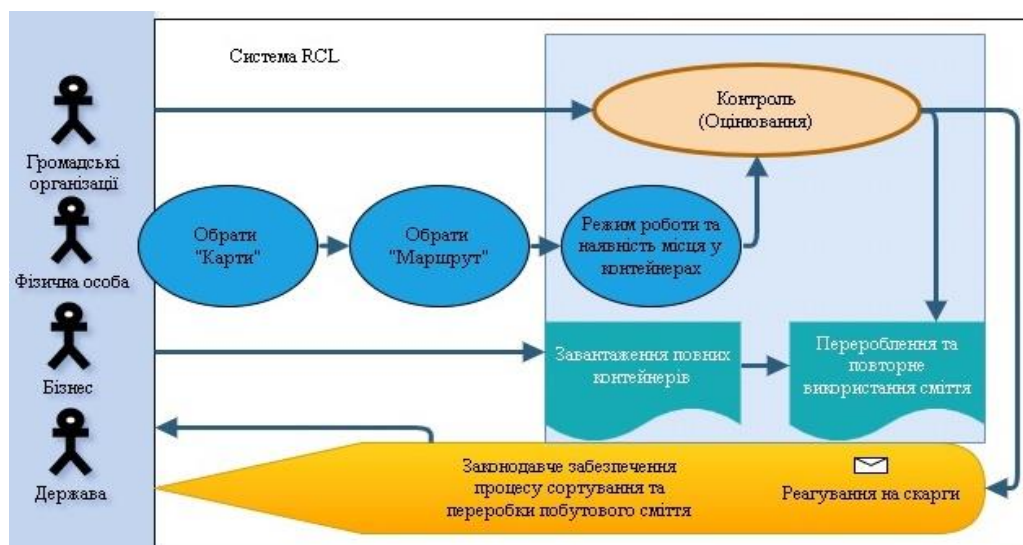 Система RCL
Контроль
(Оцінювання)
Громадські
організації
Обрати
"Карти"
Обрати
"Маршрут"
Режим роботи та
наявність місця у
контейнерах
Фізична особа
Завантаження повних
контейнерів
Перероблення та
повторне
використання сміття
Бізнес
Законодавче забезпечення
процесу сортування та
переробки побутового сміття
Реагування на скарги
Держава